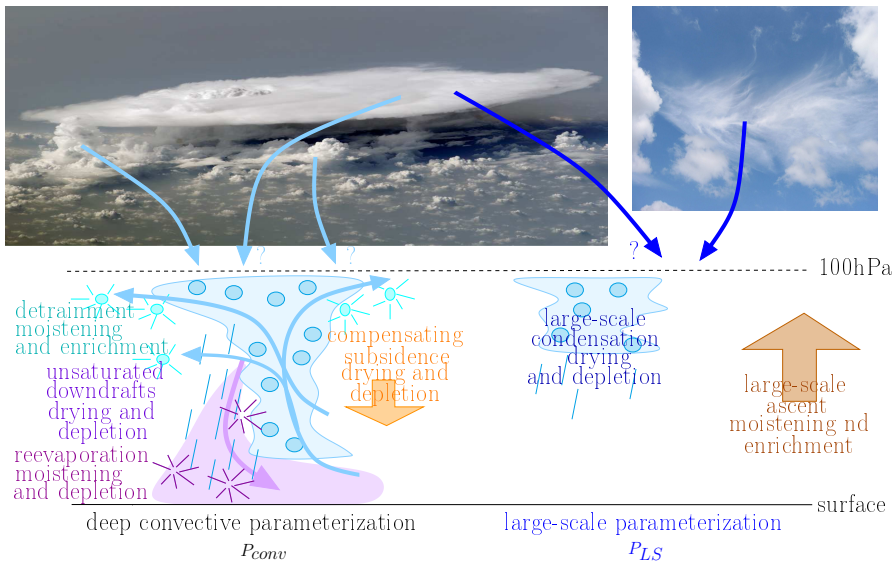 ?
?
?
100hPa
detrainment
moistening
and enrichment
unsaturated
downdrafts
drying and
depletion
reevaporation
moistening
and depletion
compensating
subsidence
drying and
depletion
large-scale
condensation
drying
and depletion
large-scale
ascent
moistening nd
enrichment
surface
deep convective parameterization
large-scale parameterization
P_conv
P_LS